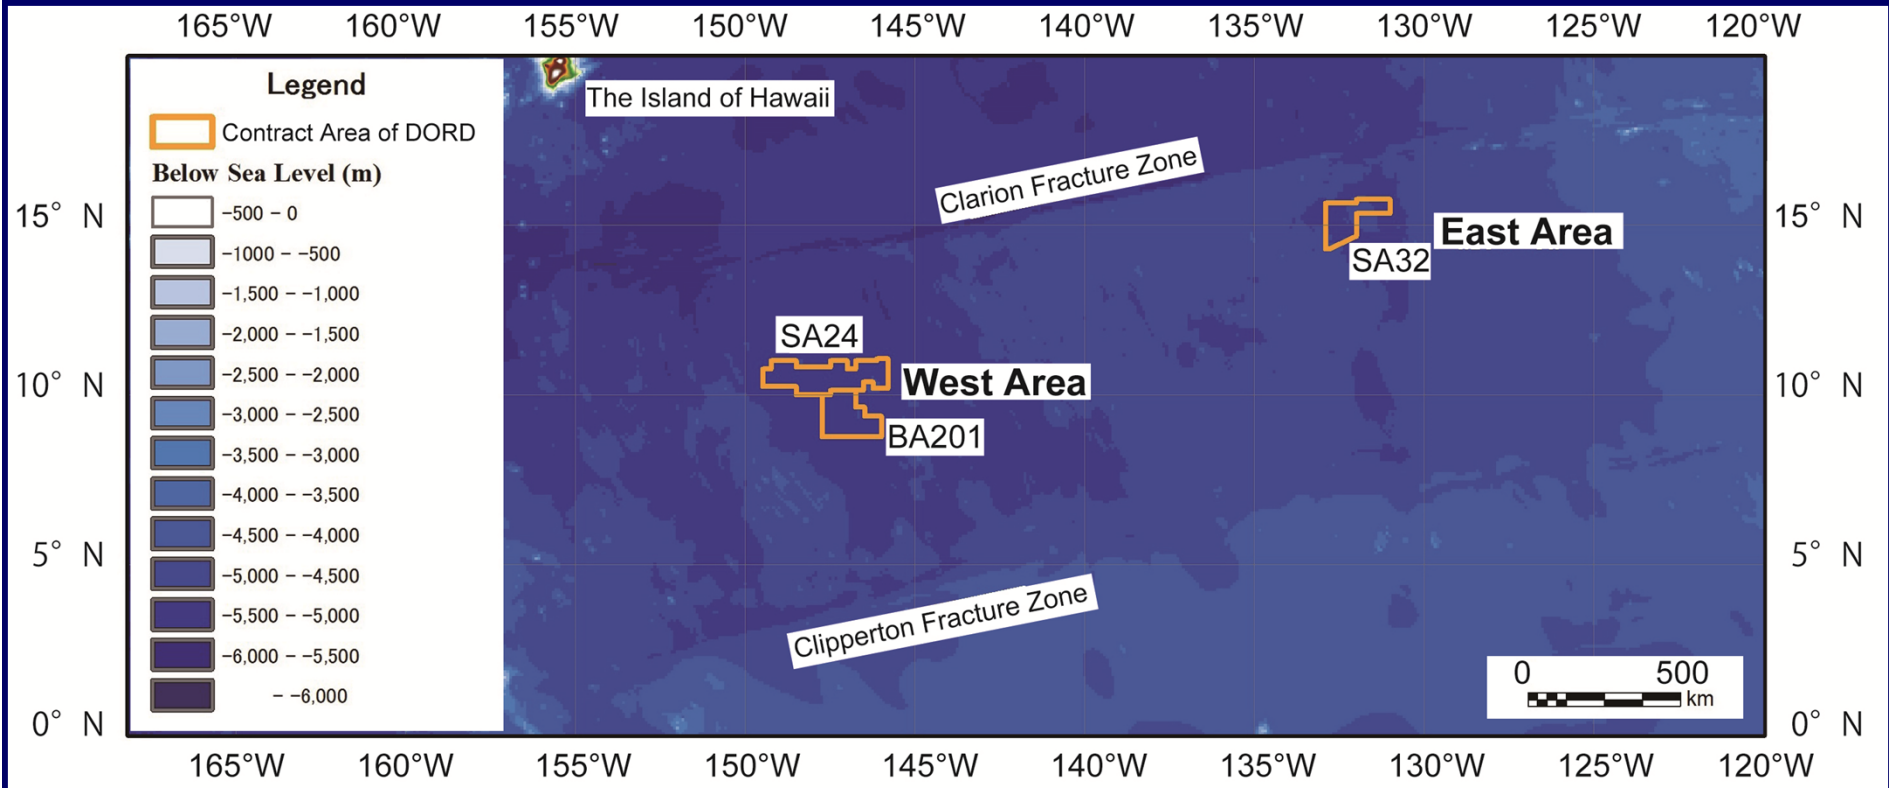 165°W 160°W 155°W 150°W 145°W 140°W 135°W 130°W 125°W 120°W
Legend
Contract Area of DORD
Below Sea Level (m)
-500 - 0
-1000 - -500
-1,500 - -1,000
-2,000 - -1,500
-2,500 - -2,000
-3,000 - -2,500
-3,500 - -3,000
-4,000 - -3,500
-4,500 - -4,000
-5,000 - -4,500
-5,500 - -5,000
-6,000 - -5,500
- -6,000
The Island of Hawaii
Clarion Fracture Zone
15° N
15° N
East Area
SA32
SA24
10° N
West Area
10° N
BA201
5° N
5° N
Clipperton Fracture Zone
0 500
km
0° N
0° N
165°W 160°W 155°W 150°W 145°W 140°W 135°W 130°W 125°W 120°W